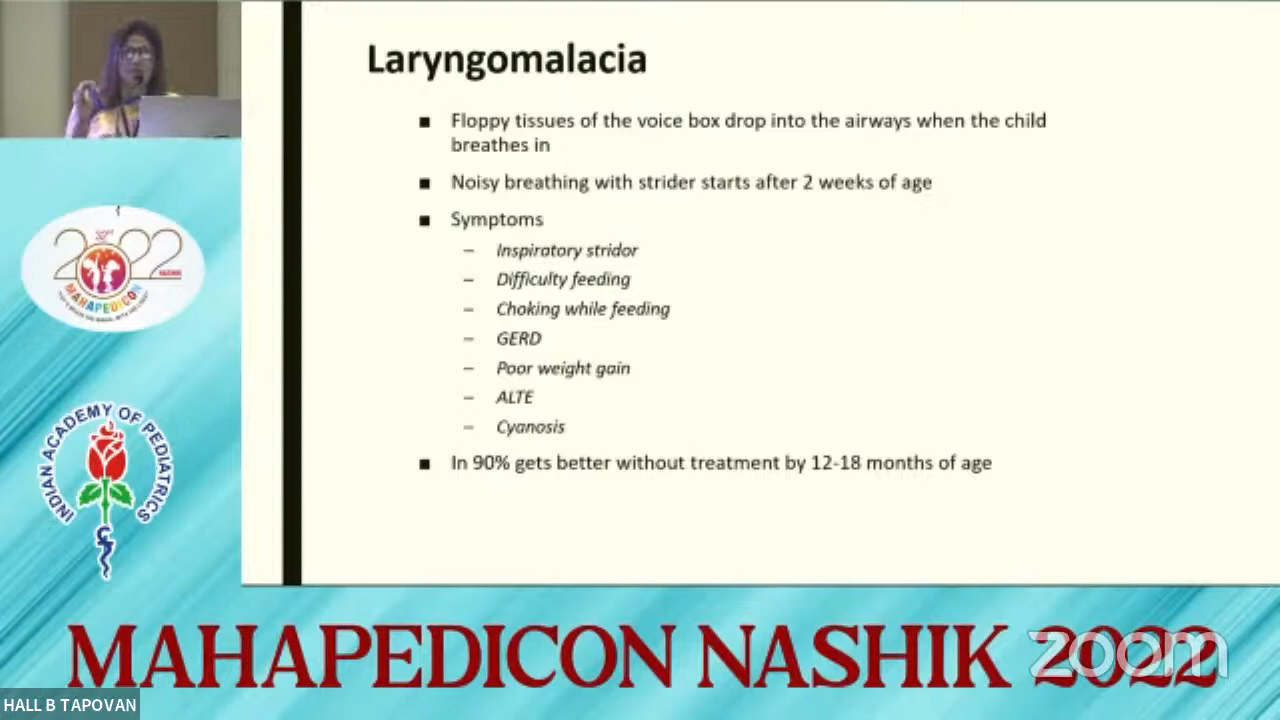 Laryngomalacia
■ Floppy tissues of the voice box drop into the airways when the child
breathes in
■ Noisy breathing with strider starts after 2 weeks of age
■ Symptoms
– Inspiratory stridor
– Difficulty feeding
– Choking while feeding
– GERD
– Poor weight gain
– ALTE
– Cyanosis
■ In 90% gets better without treatment by 12-18 months of age
32nd
2022
NASHIK
MAHAPEDICON
INDIAN ACADEMY OF PEDIATRICS
MAHAPEDICON NASHIK 2022
zoom
HALL B TAPOVAN